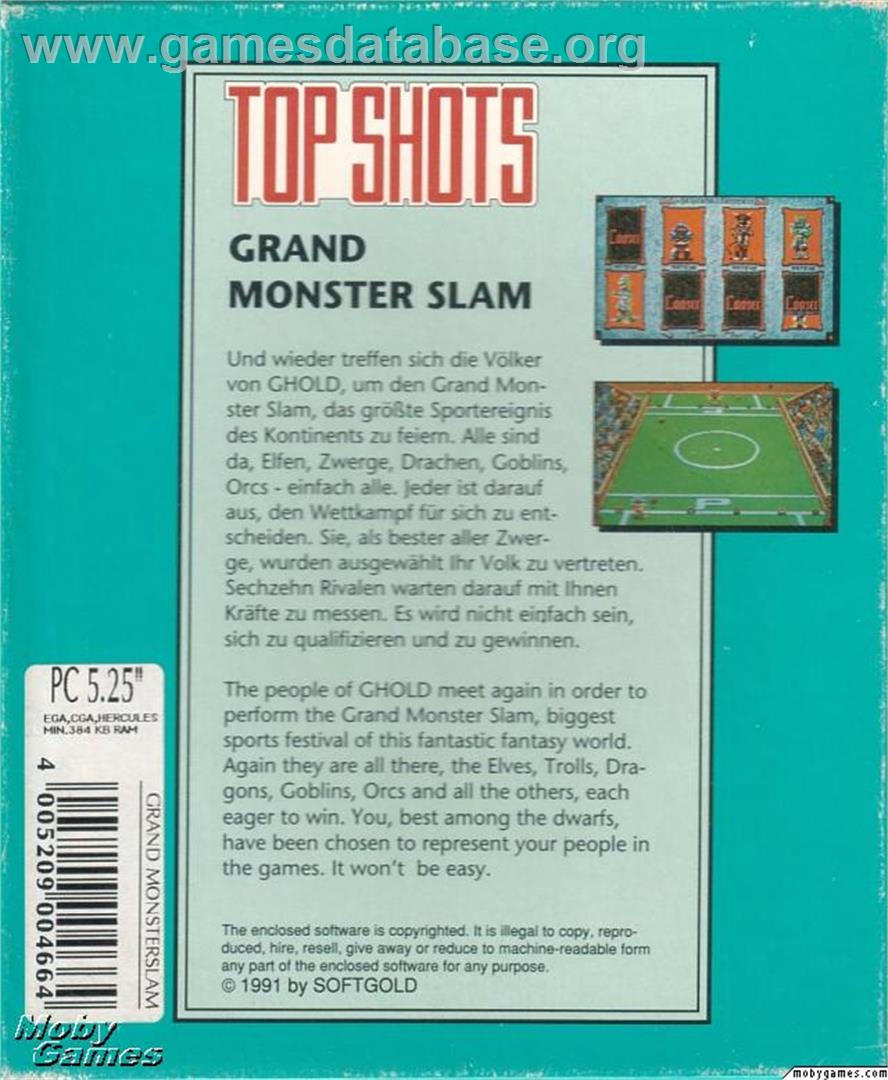 www.gamesdatabase.org
TOP SHOTS
GRAND
MONSTER SLAM
Looser
Looser
Looser
Looser
Und wieder treffen sich die Völker
von GHOLD, um den Grand Mon-
ster Slam, das größte Sportereignis
des Kontinents zu feiern. Alle sind
da, Elfen, Zwerge, Drachen, Goblins,
Orcs - einfach alle. Jeder ist darauf
aus, den Wettkampf für sich zu ent-
scheiden. Sie, als bester aller Zwer-
ge, wurden ausgewählt Ihr Volk zu vertreten.
Sechzehn Rivalen warten darauf mit Ihnen
Kräfte zu messen. Es wird nicht einfach sein,
sich zu qualifizieren und zu gewinnen.
P
The people of GHOLD meet again in order to
perform the Grand Monster Slam, biggest
sports festival of this fantastic fantasy world.
Again they are all there, the Elves, Trolls, Dra-
gons, Goblins, Orcs and all the others, each
eager to win. You, best among the dwarfs,
have been chosen to represent your people in
the games. It won't be easy.
PC 5.25"
EGA,CGA,HERCULES
MIN.384 KB RAM
4 005209 004664
GRAND MONSTERSLAM
The enclosed software is copyrighted. It is illegal to copy, repro-
duced, hire, resell, give away or reduce to machine-readable form
any part of the enclosed software for any purpose.
© 1991 by SOFTGOLD
Moby
Games
mobygames.com